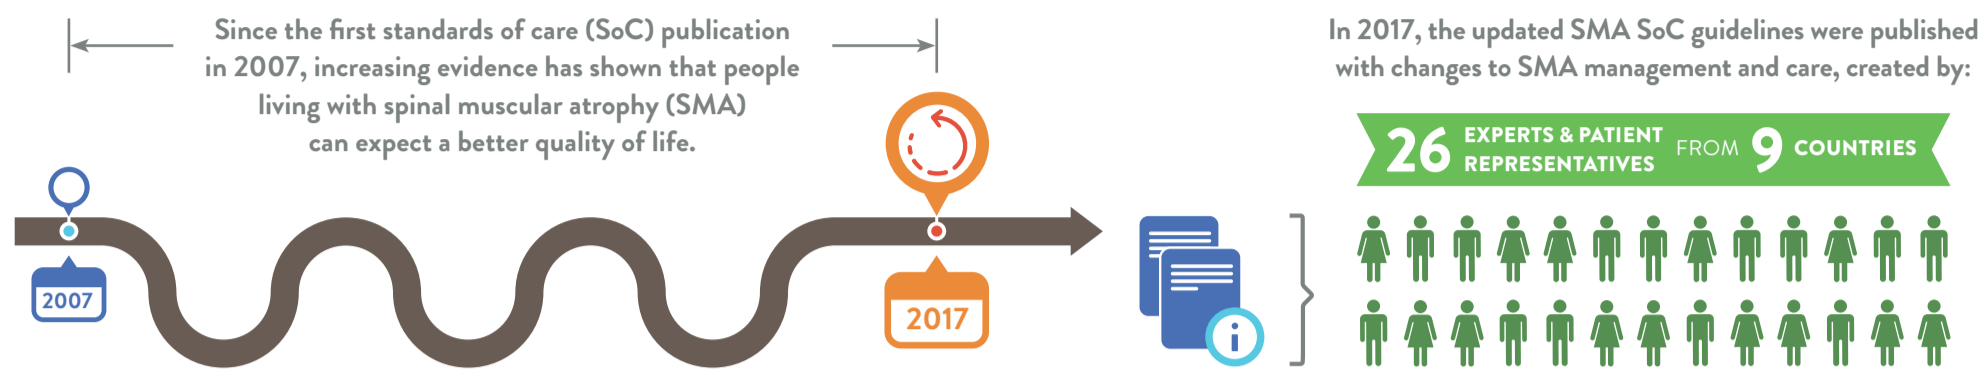 Since the first standards of care (SoC) publication
in 2007, increasing evidence has shown that people
living with spinal muscular atrophy (SMA)
can expect a better quality of life.
2007
2017
In 2017, the updated SMA SoC guidelines were published
with changes to SMA management and care, created by:
26 EXPERTS & PATIENT REPRESENTATIVES FROM 9 COUNTRIES
i